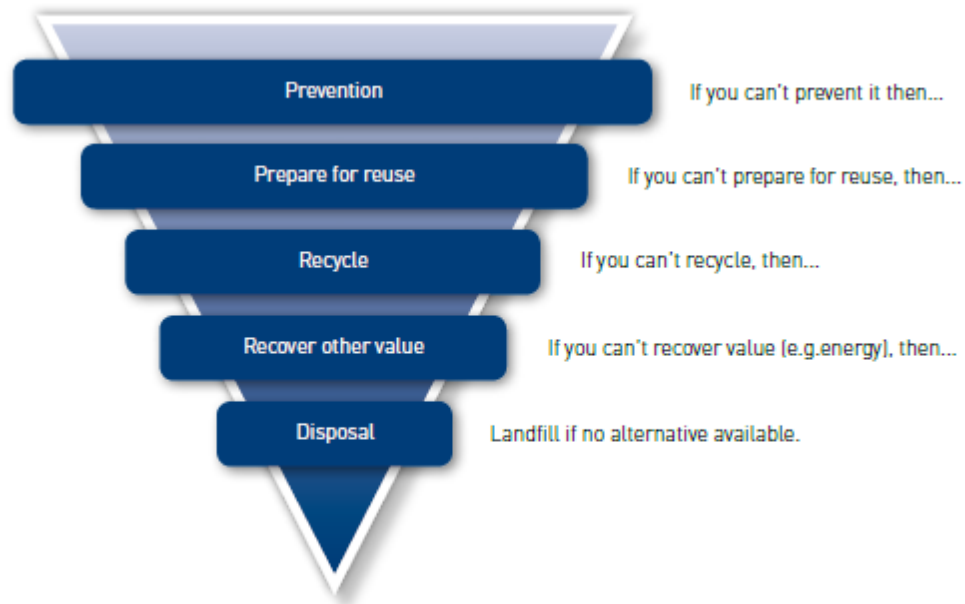 Prevention
If you can't prevent it then...
Prepare for reuse
If you can't prepare for reuse, then...
Recycle
If you can't recycle, then...
Recover other value
If you can't recover value (e.g.energy), then...
Disposal
Landfill if no alternative available.